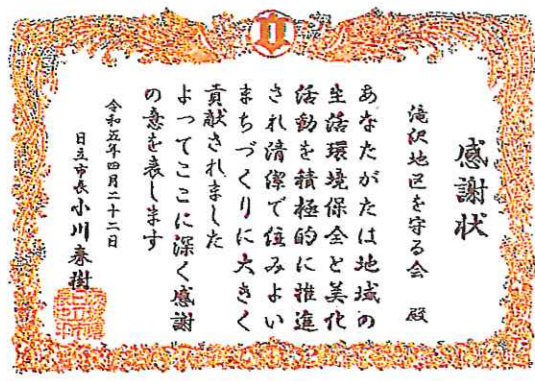 感謝状
滝沢地区を守る会 殿
あなたがたは地域の
生活環境保全と美化
活動を積極的に推進
され清潔で住みよい
まちづくりに大きく
貢献されました
よってここに深く感謝
の意を表します
令和五年四月二十二日
日立市長 小川春樹